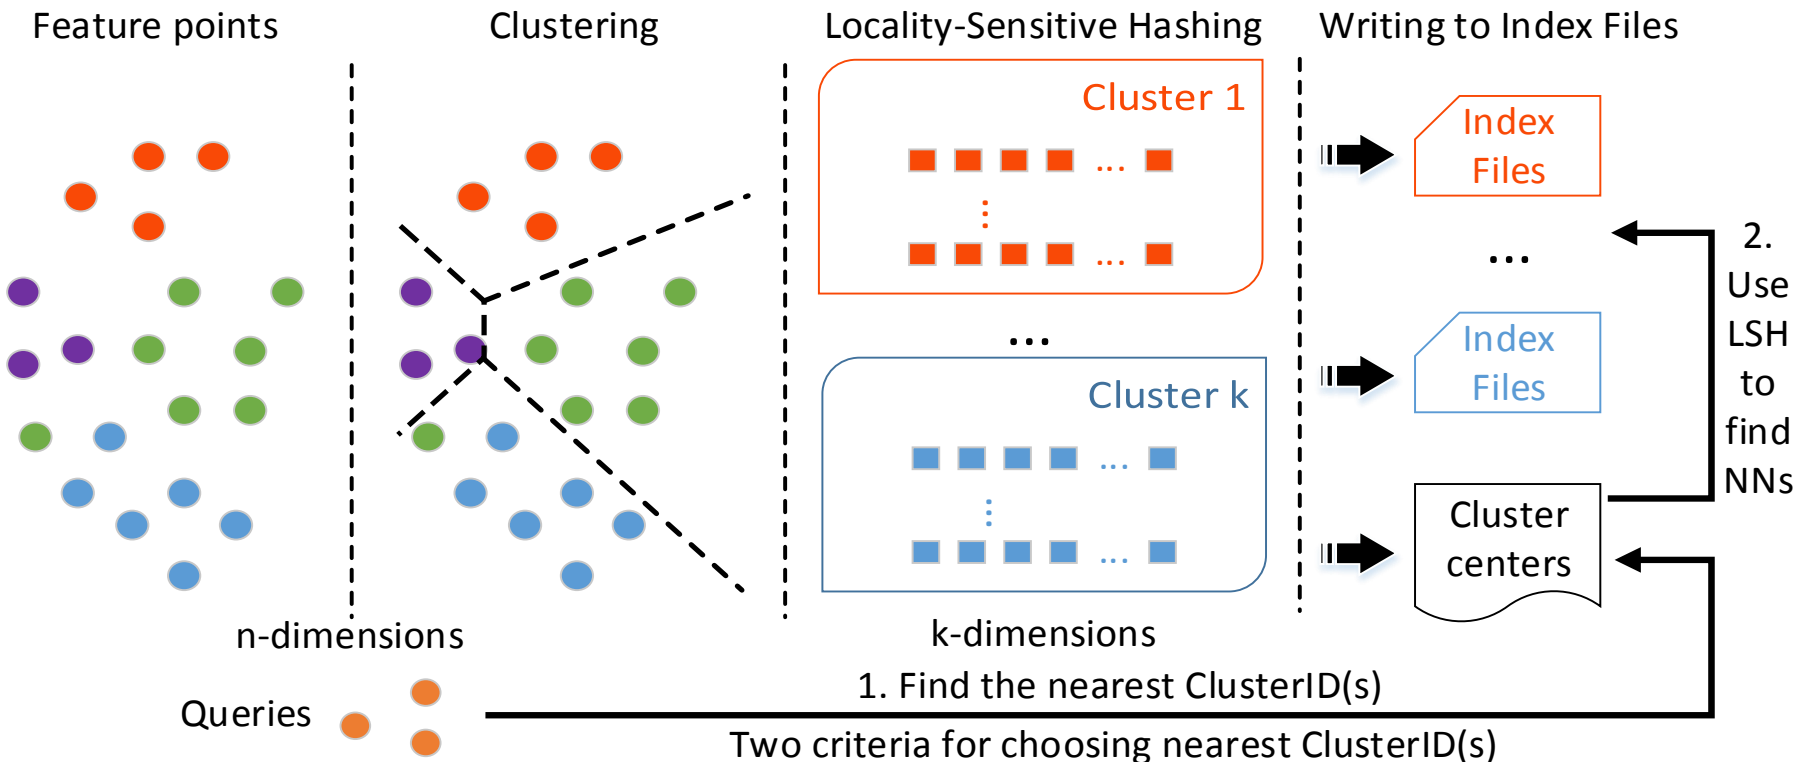 Feature points
Clustering
Locality-Sensitive Hashing
Writing to Index Files
Cluster 1
...
...
...
Cluster k
...
...
Index
Files
...
Index
Files
Cluster
centers
2.
Use
LSH
to
find
NNs
n-dimensions
k-dimensions
Queries
1. Find the nearest ClusterID(s)
Two criteria for choosing nearest ClusterID(s)